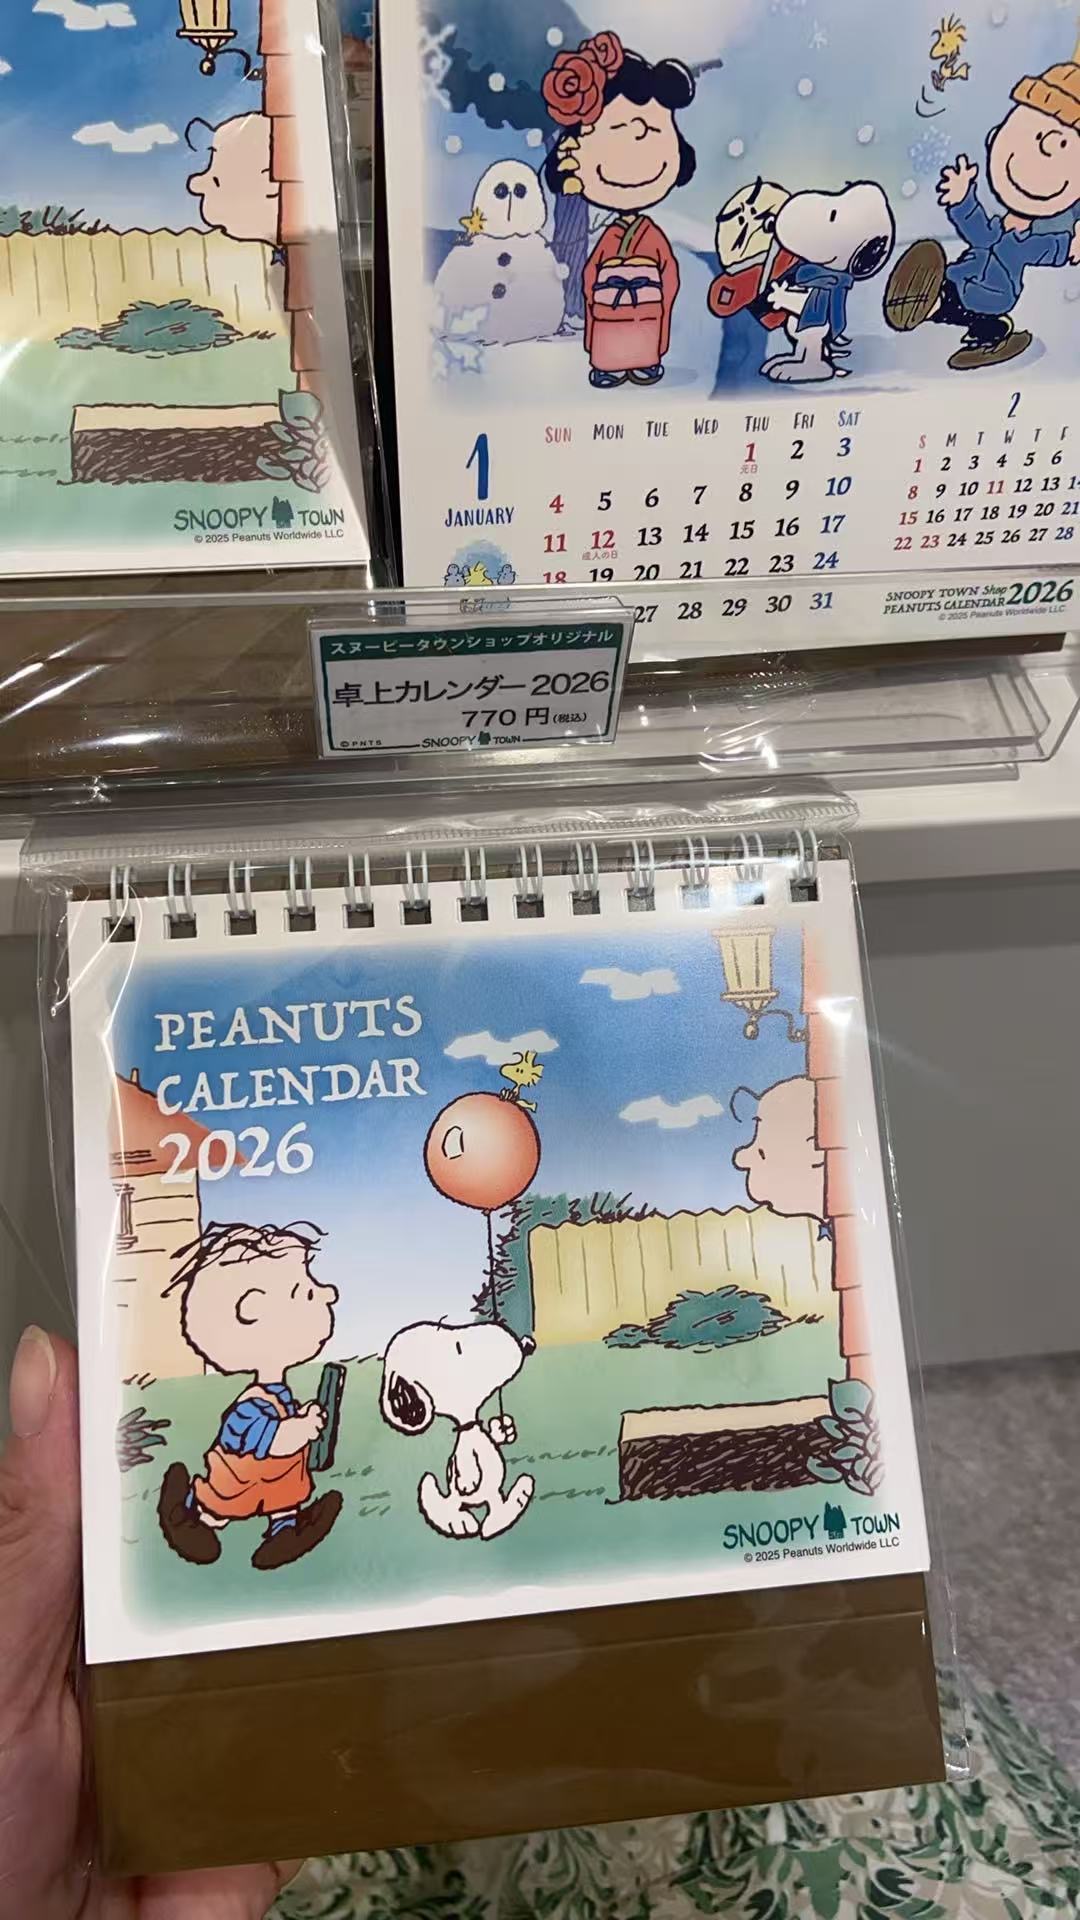 SNOOPY TOWN
© 2025 Peanuts Worldwide LLC
1
JANUARY
SUN MON TUE WED THU FRI SAT
1 2 3
元日
4 5 6 7 8 9 10
11 12 13 14 15 16 17
成人の日
18 19 20 21 22 23 24
27 28 29 30 31
2
S M T W T F
1 2 3 4 5 6
8 9 10 11 12 13 14
15 16 17 18 19 20 21
22 23 24 25 26 27 28
SNOOPY TOWN Shop
PEANUTS CALENDAR 2026
© 2025 Peanuts Worldwide LLC
スヌーピータウンショップオリジナル
卓上カレンダー2026
770円(税込)
©PNTS SNOOPY TOWN
PEANUTS
CALENDAR
2026
SNOOPY TOWN
© 2025 Peanuts Worldwide LLC